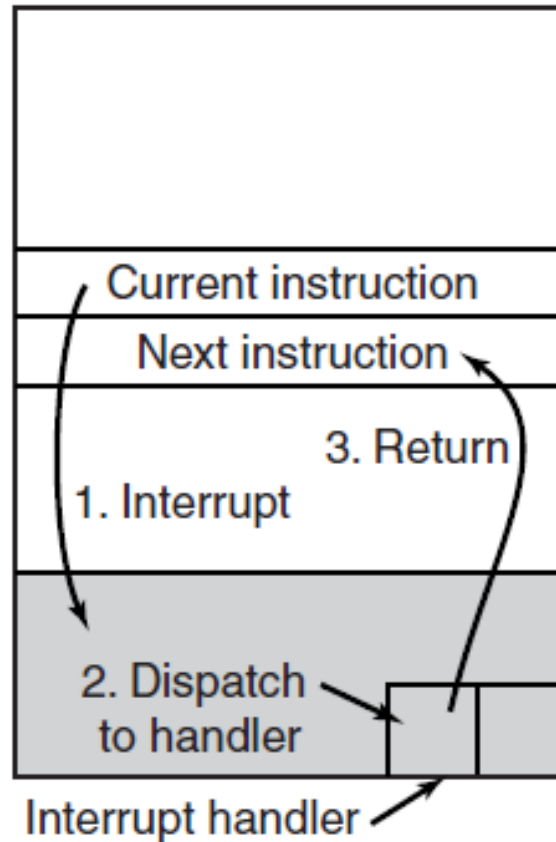 Current instruction
Next instruction
3. Return
1. Interrupt
2. Dispatch
to handler
Interrupt handler